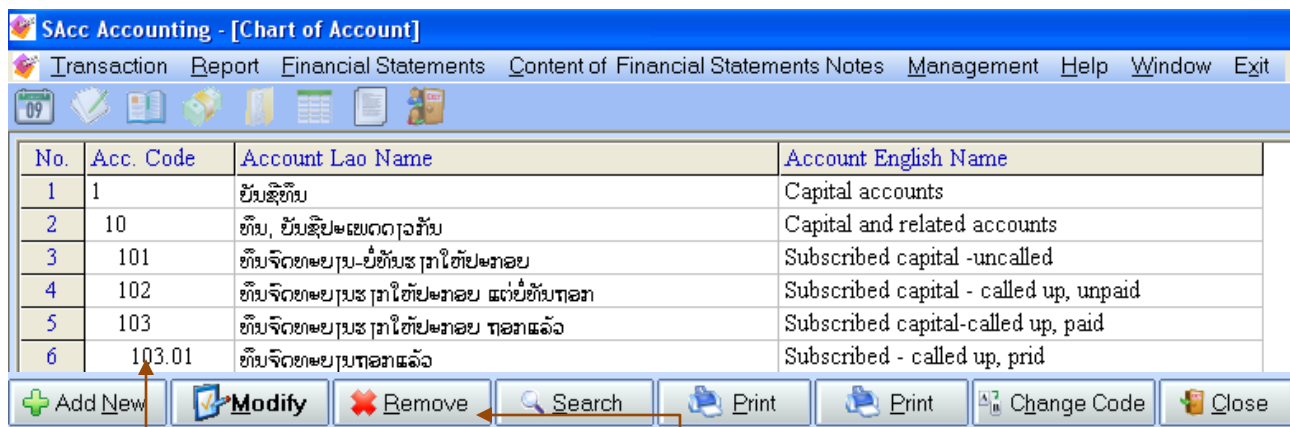 SAcc Accounting - [Chart of Account]
Transaction Report Financial Statements Content of Financial Statements Notes Management Help Window Exit
09
No. Acc. Code Account Lao Name Account English Name
1 1 ບັນຊີທຶນ Capital accounts
2 10 ທຶນ, ບັນຊີປະເພດດຽວກັນ Capital and related accounts
3 101 ທຶນຈົດທະບຽນ-ບໍ່ທັນຮຽກໃຫ້ປະກອບ Subscribed capital -uncalled
4 102 ທຶນຈົດທະບຽນຮຽກໃຫ້ປະກອບ ແຕ່ບໍ່ທັນຖອກ Subscribed capital - called up, unpaid
5 103 ທຶນຈົດທະບຽນຮຽກໃຫ້ປະກອບ ຖອກແລ້ວ Subscribed capital-called up, paid
6 103.01 ທຶນຈົດທະບຽນຖອກແລ້ວ Subscribed - called up, prid
Add New Modify Remove Search Print Print Change Code Close